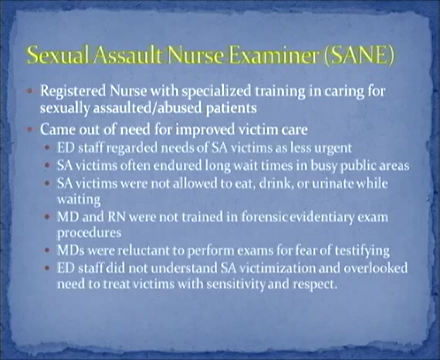 Sexual Assault Nurse Examiner (SANE)
Registered Nurse with specialized training in caring for
sexually assaulted/abused patients
Came out of need for improved victim care
ED staff regarded needs of SA victims as less urgent
SA victims often endured long wait times in busy public areas
SA victims were not allowed to eat, drink, or urinate while
waiting
MD and RN were not trained in forensic evidentiary exam
procedures
MDs were reluctant to perform exams for fear of testifying
ED staff did not understand SA victimization and overlooked
need to treat victims with sensitivity and respect.